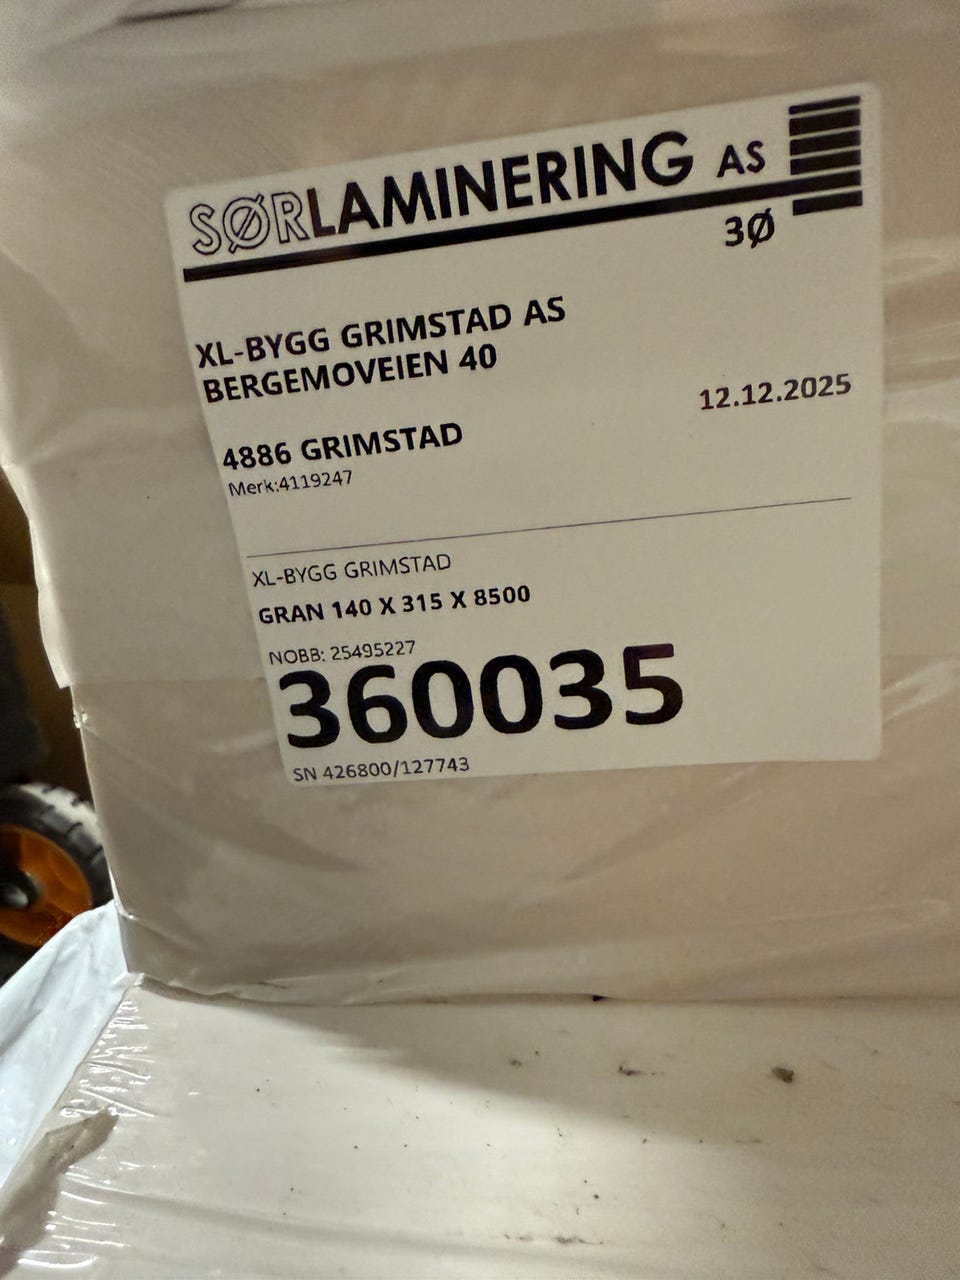 SØRLAMINERING AS
3Ø
XL-BYGG GRIMSTAD AS
BERGEMOVEIEN 40
12.12.2025
4886 GRIMSTAD
Merk:4119247
XL-BYGG GRIMSTAD
GRAN 140 X 315 X 8500
NOBB: 25495227
360035
SN 426800/127743